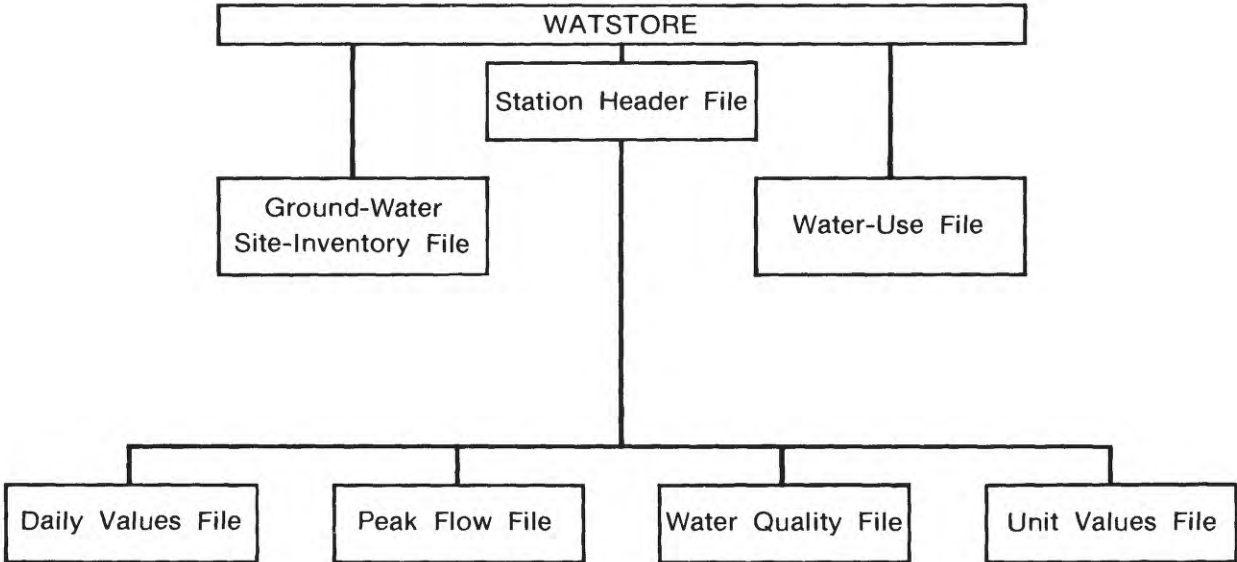 WATSTORE
Station Header File
Ground-Water
Site-Inventory File
Water-Use File
Daily Values File
Peak Flow File
Water Quality File
Unit Values File